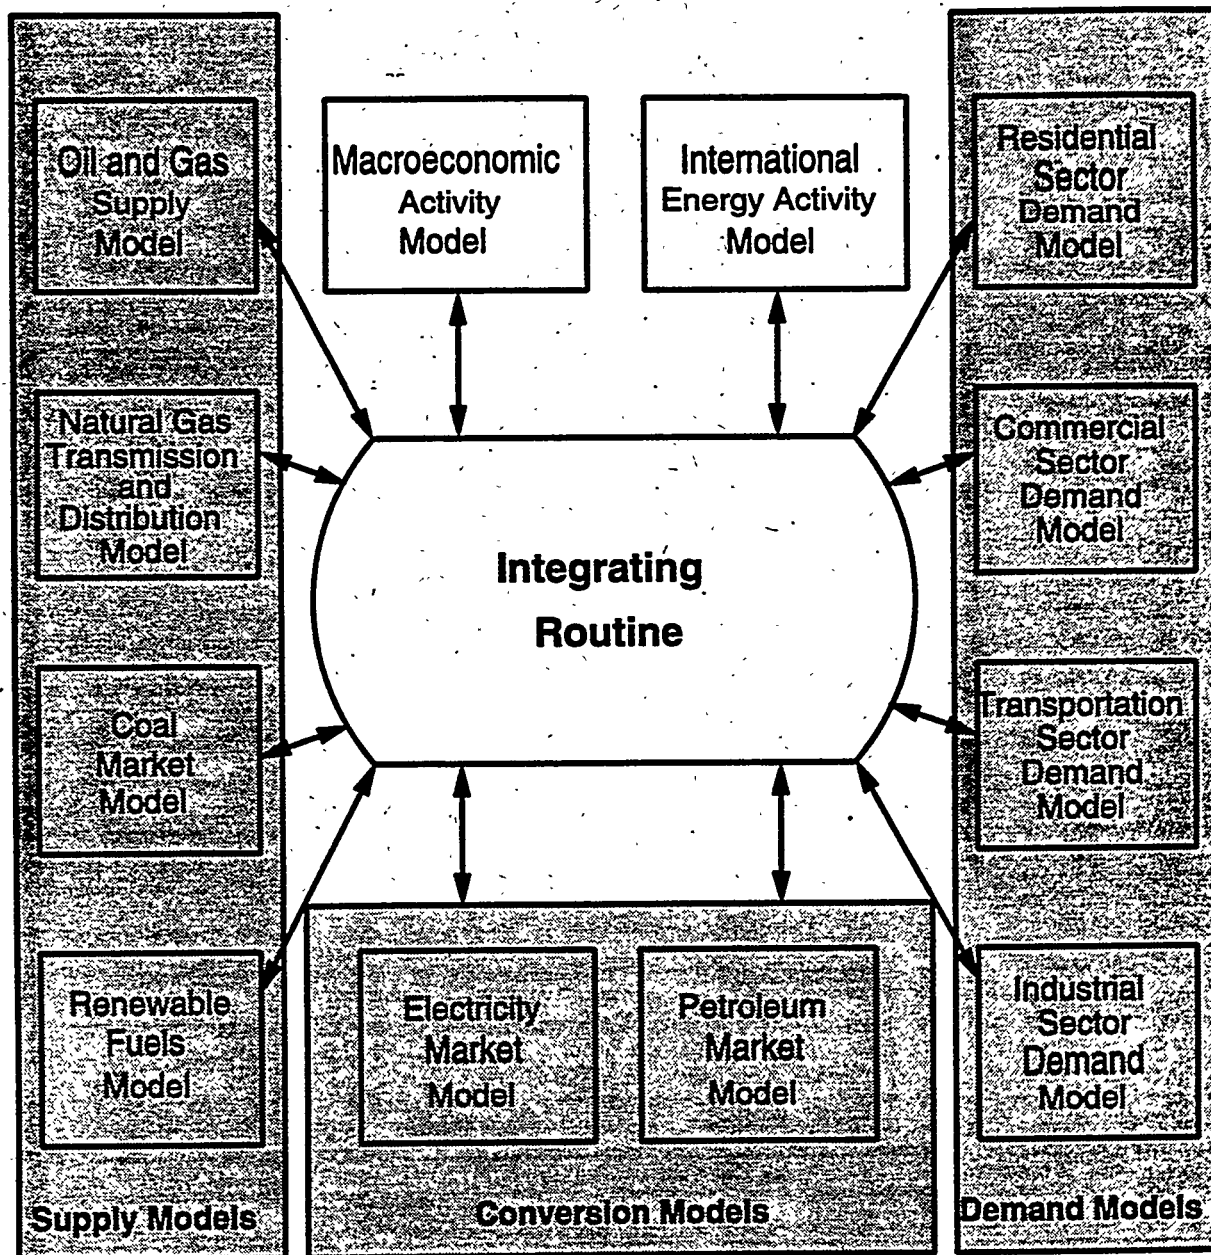 Oil and Gas
Supply
Model
Macroeconomic
Activity
Model
International
Energy Activity
Model
Residential
Sector
Demand
Model
Natural Gas
Transmission
and
Distribution
Model
Commercial
Sector
Demand
Model
Integrating
Routine
Coal
Market
Model
Transportation
Sector
Demand
Model
Renewable
Fuels
Model
Electricity
Market
Model
Petroleum
Market
Model
Industrial
Sector
Demand
Model
Supply Models
Conversion Models
Demand Models